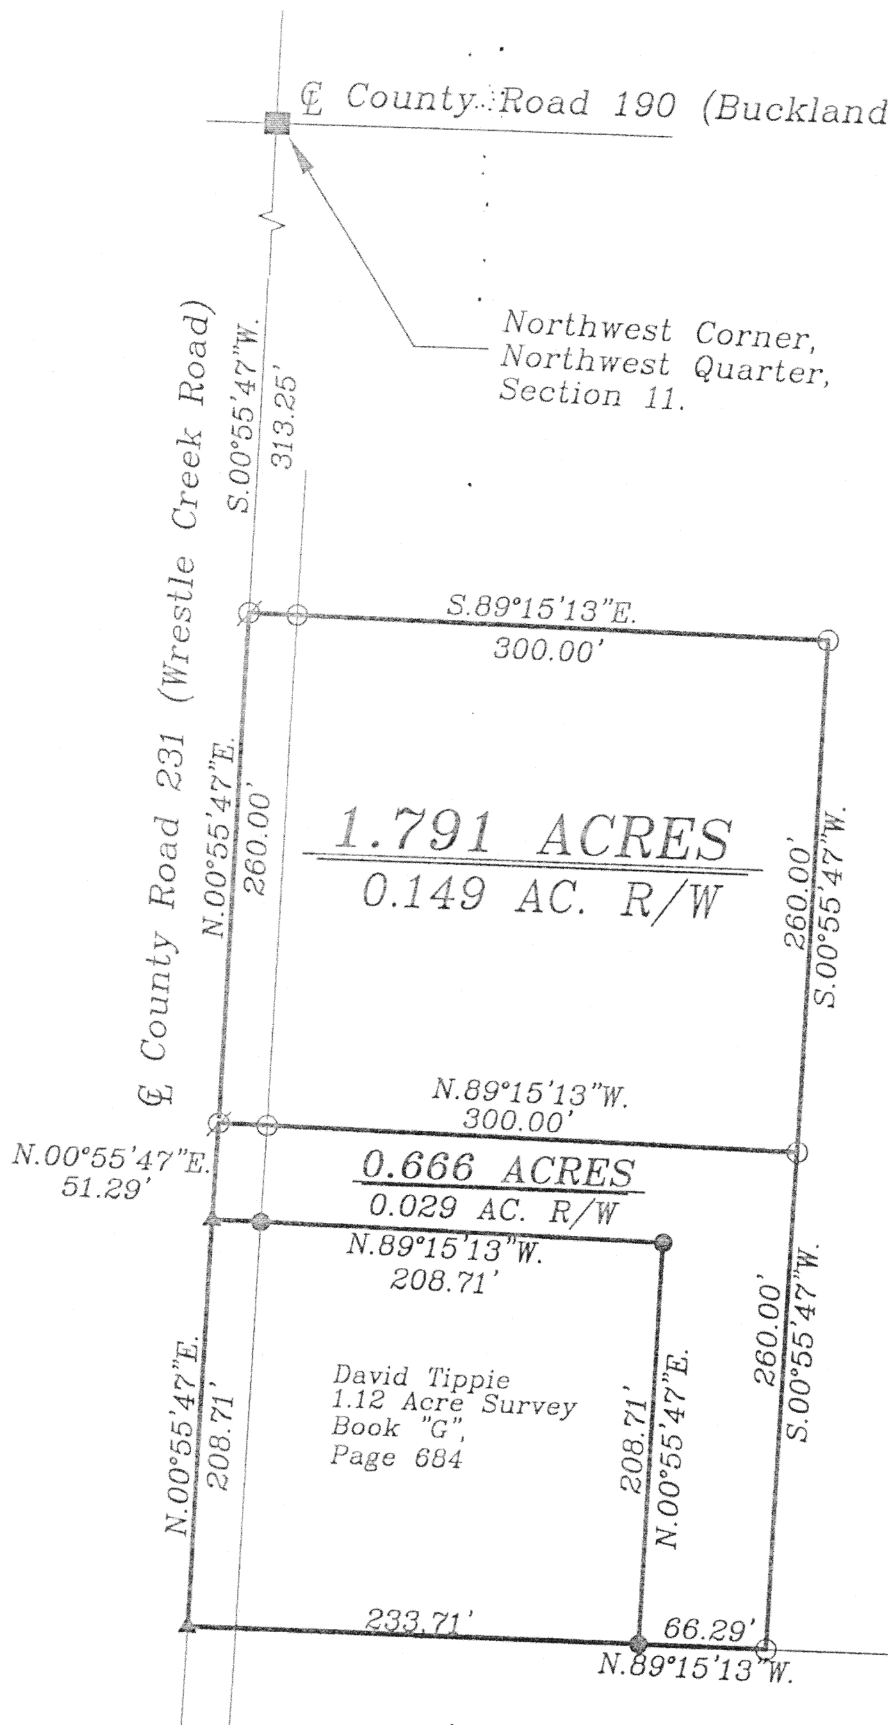 ℄ County Road 190 (Buckland
Northwest Corner,
Northwest Quarter,
Section 11.
S.00°55'47"W.
313.25'
℄ County Road 231 (Wrestle Creek Road)
S.89°15'13"E.
300.00'
N.00°55'47"E.
260.00'
1.791 ACRES
0.149 AC. R/W
260.00'
S.00°55'47"W.
N.89°15'13"W.
300.00'
N.00°55'47"E.
51.29'
0.666 ACRES
0.029 AC. R/W
N.89°15'13"W.
208.71'
N.00°55'47"E.
208.71'
David Tippie
1.12 Acre Survey
Book "G",
Page 684
208.71'
N.00°55'47"E.
260.00'
S.00°55'47"W.
233.71'
66.29'
N.89°15'13"W.